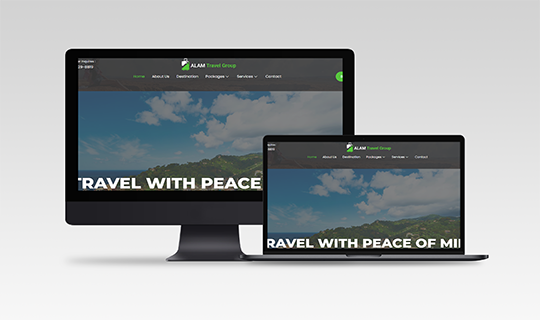 ALAM Travel Group
Home About Us Destination Packages Services Contact
TRAVEL WITH PEACE
ALAM Travel Group
Home About Us Destination Packages Services Contact
RAVEL WITH PEACE OF MI